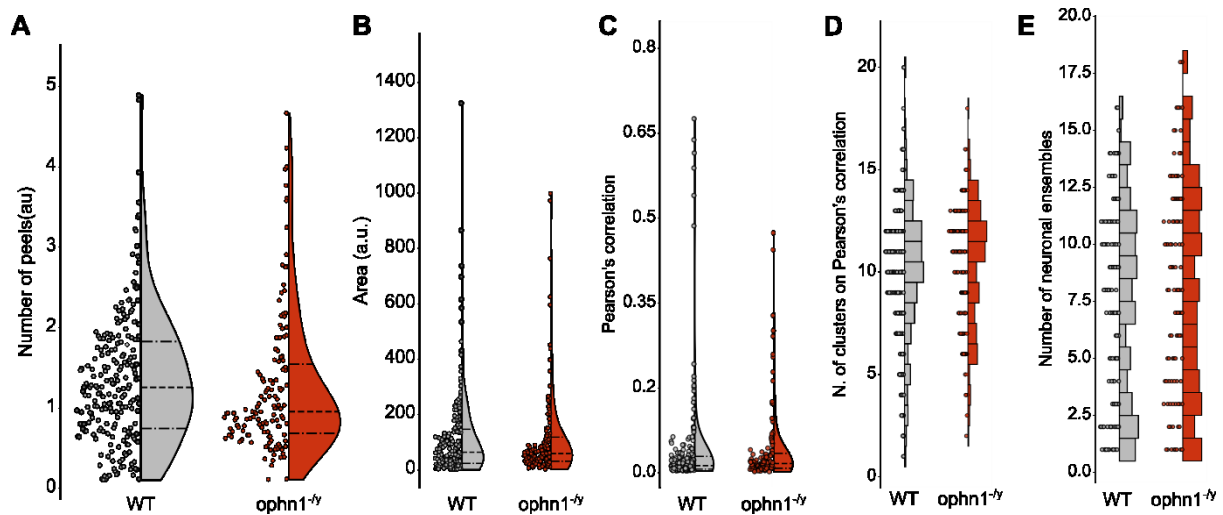 A
Number of peels(au)
5
4
3
2
1
0
WT
ophn1-/y
B
Area (a.u.)
1400
1200
1000
800
600
400
200
0
WT
ophn1-/y
C
Pearson's correlation
0.8
0.65
0.5
0.35
0.2
0.0
WT
ophn1-/y
D
N. of clusters on Pearson's correlation
20
15
10
5
0
WT
ophn1-/y
E
Number of neuronal ensembles
20.0
17.5
15.0
12.5
10.0
7.5
5.0
2.5
0.0
WT
ophn1-/y